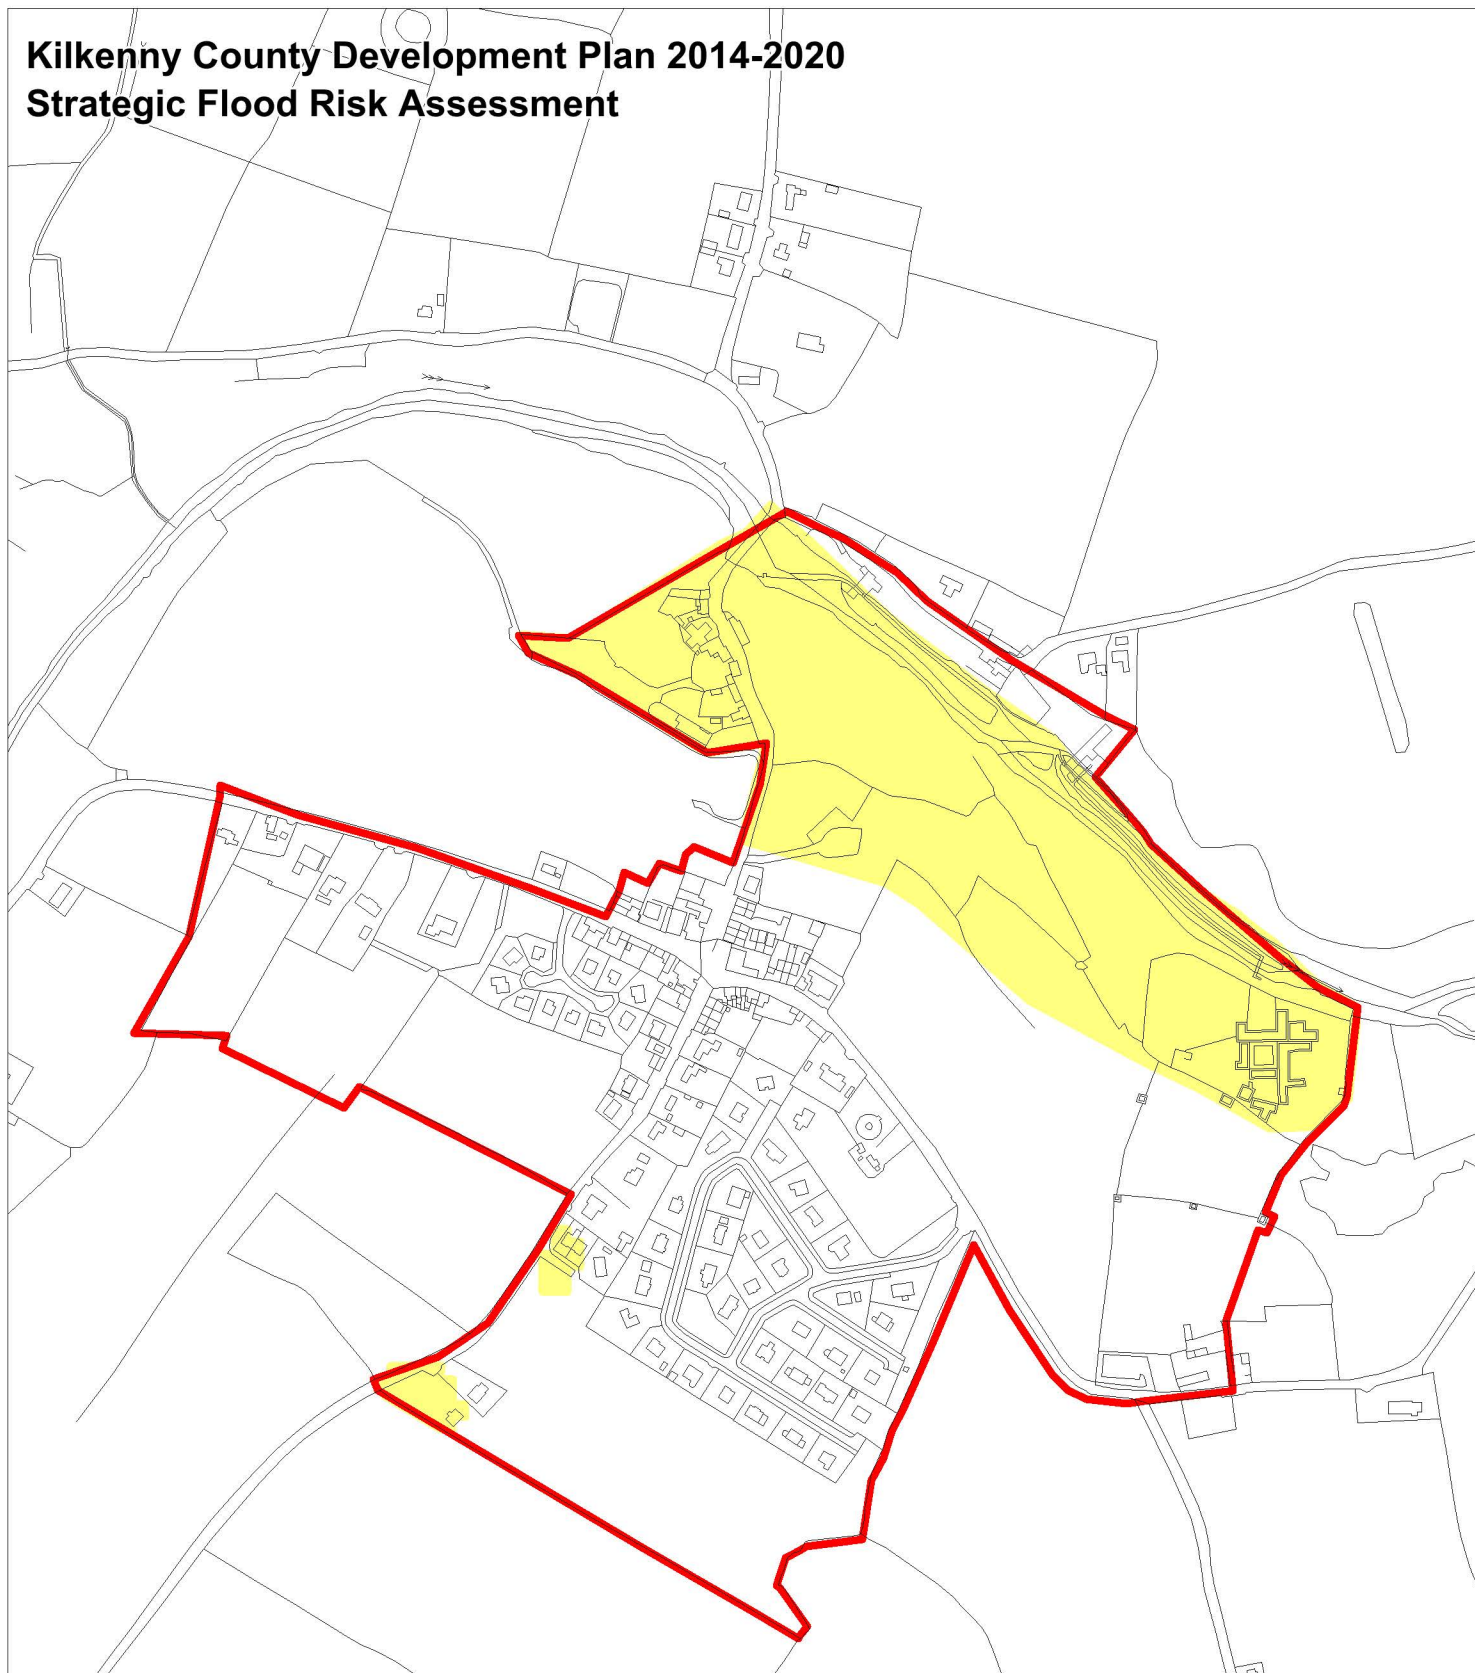 Kilkenny County Development Plan 2014-2020
Strategic Flood Risk Assessment